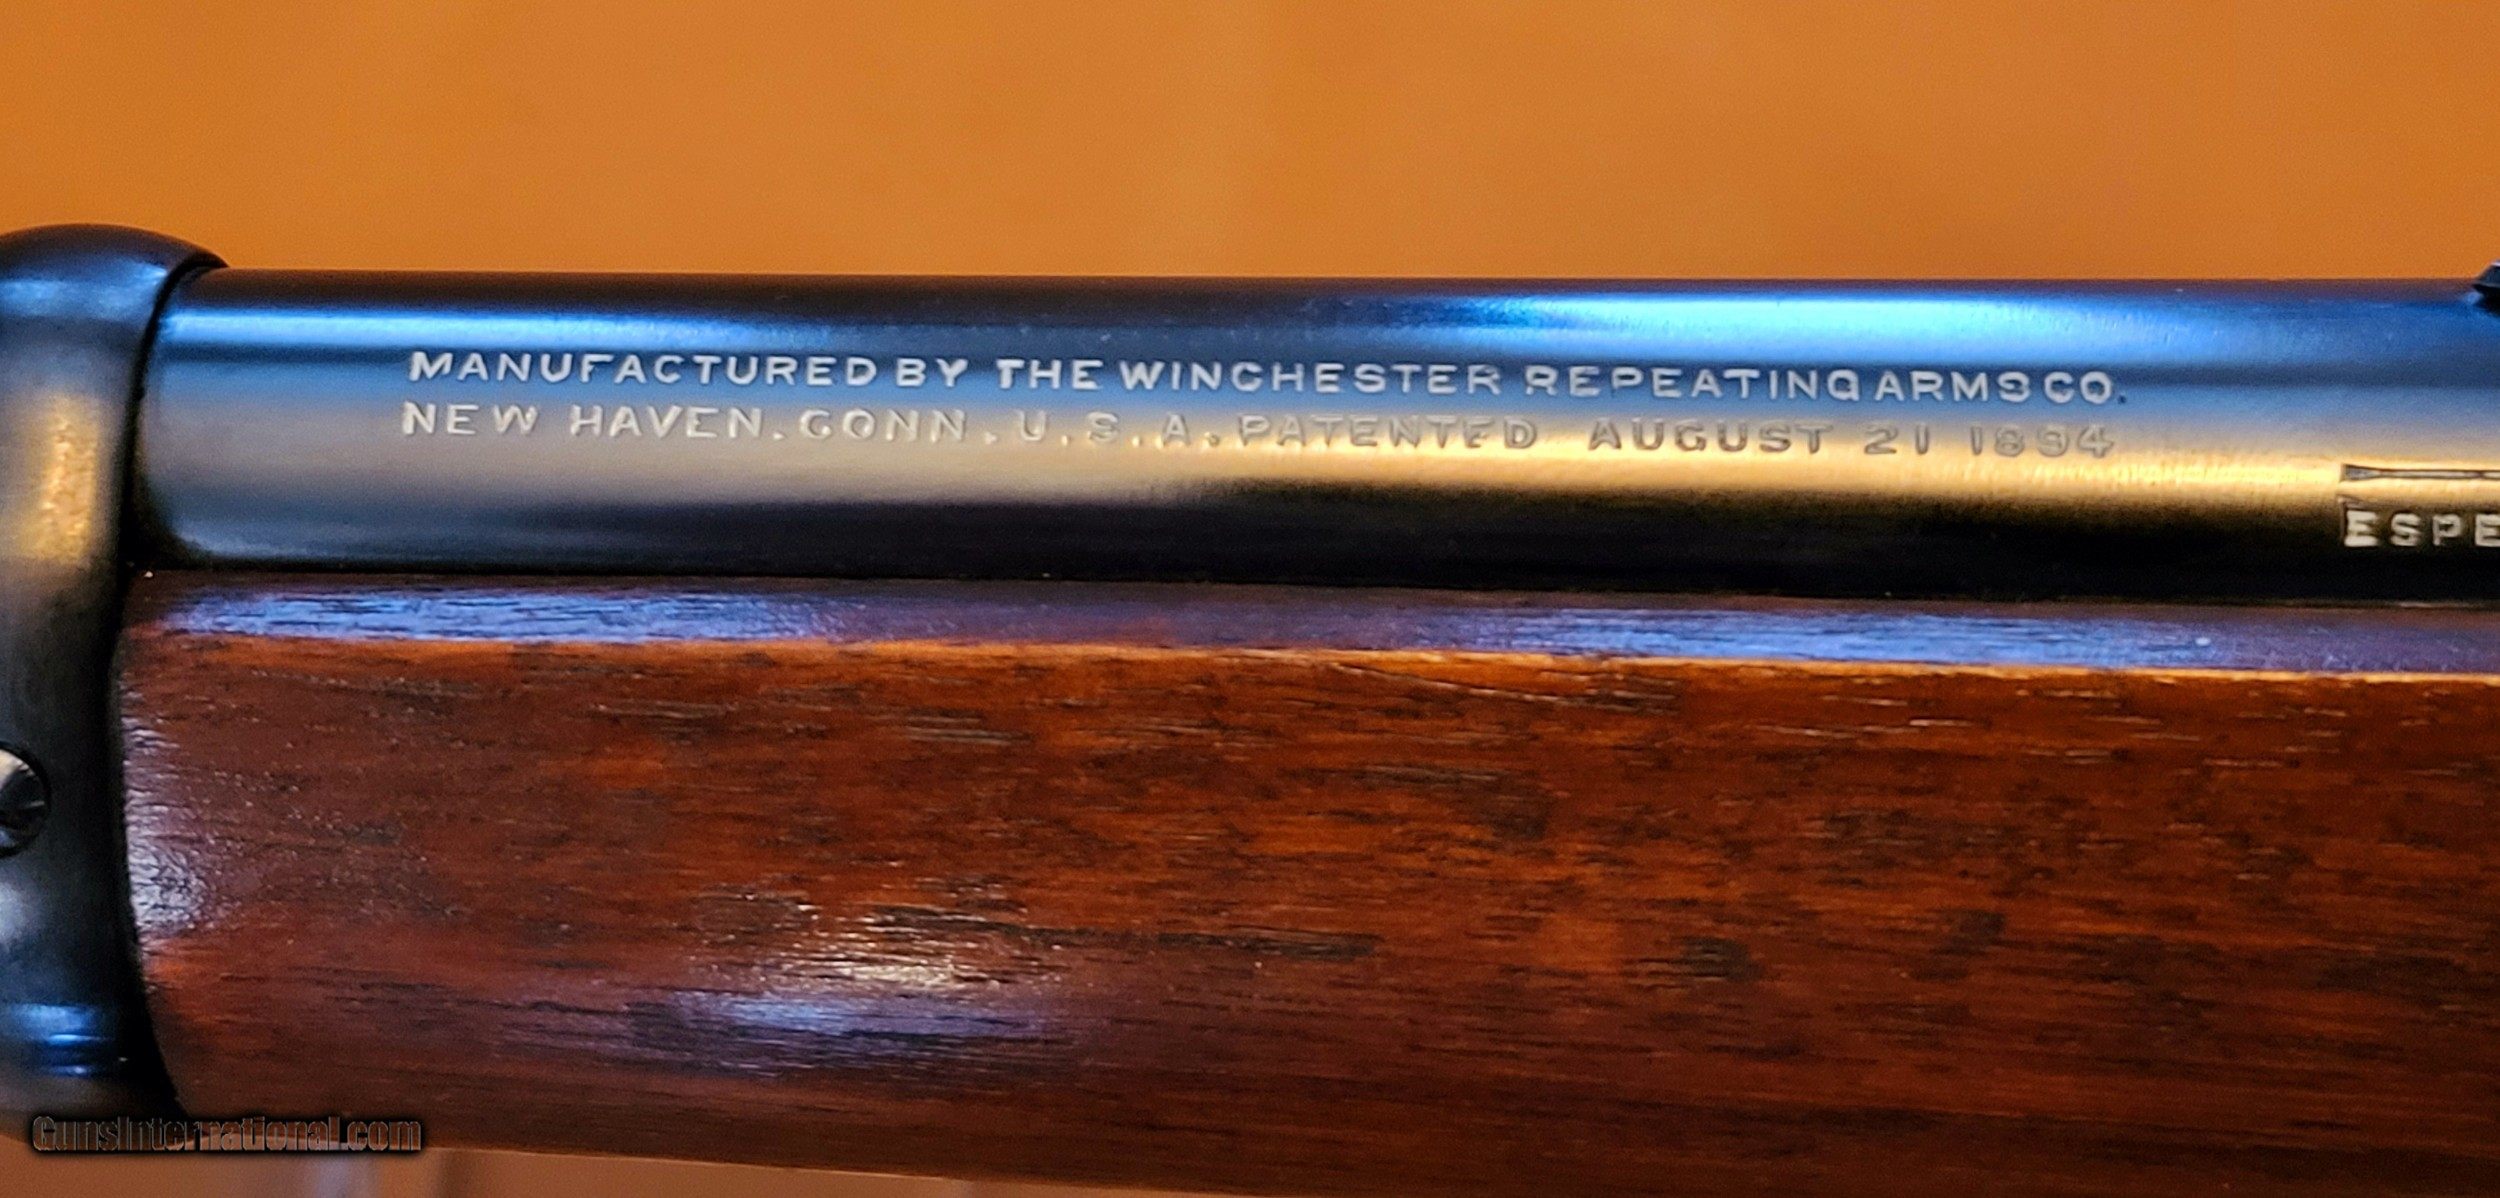 MANUFACTURED BY THE WINCHESTER REPEATING ARMS CO.
NEW HAVEN. CONN. U.S.A. PATENTED AUGUST 21 1894
ESPE
GunsInternational.com